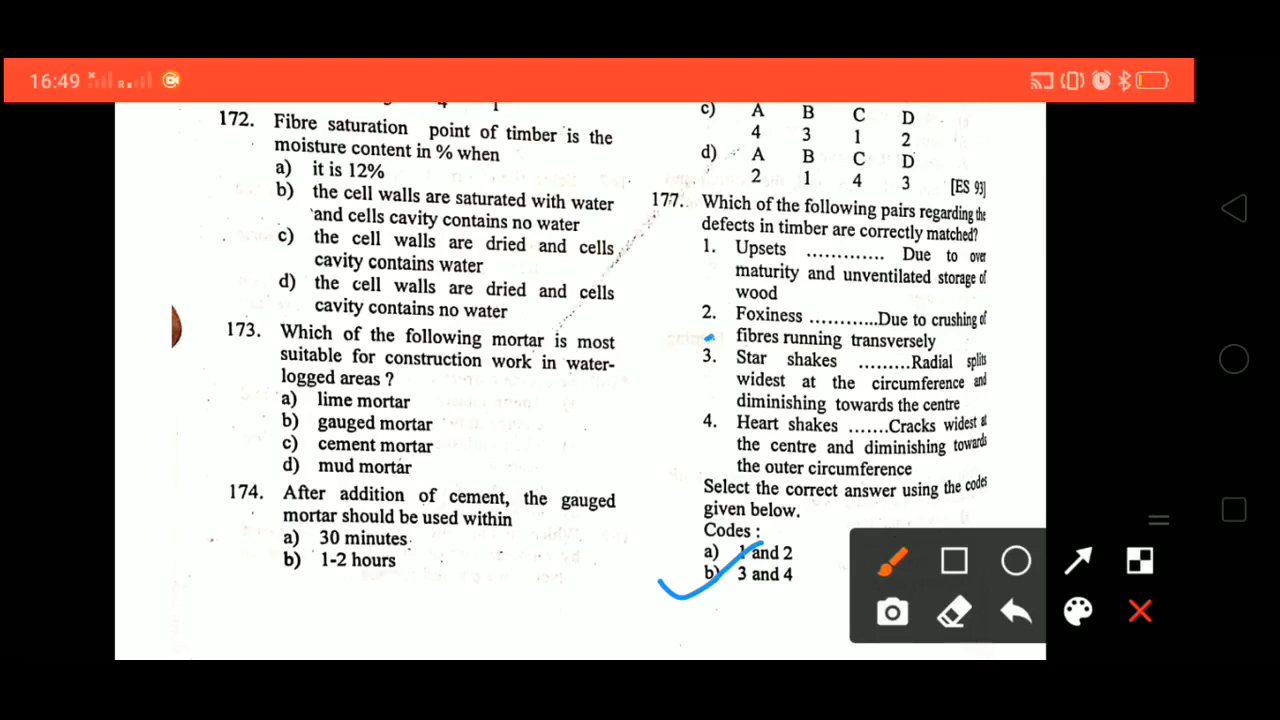 16:49
172. Fibre saturation point of timber is the
moisture content in % when
a) it is 12%
b) the cell walls are saturated with water
and cells cavity contains no water
c) the cell walls are dried and cells
cavity contains water
d) the cell walls are dried and cells
cavity contains no water
173. Which of the following mortar is most
suitable for construction work in water-
logged areas ?
a) lime mortar
b) gauged mortar
c) cement mortar
d) mud mortar
174. After addition of cement, the gauged
mortar should be used within
a) 30 minutes
b) 1-2 hours
c) A B C D
4 3 1 2
d) A B C D
2 1 4 3 [ES 93]
177. Which of the following pairs regarding the
defects in timber are correctly matched?
1. Upsets ............. Due to over
maturity and unventilated storage of
wood
2. Foxiness ............Due to crushing of
fibres running transversely
3. Star shakes .........Radial splits
widest at the circumference and
diminishing towards the centre
4. Heart shakes .......Cracks widest at
the centre and diminishing towards
the outer circumference
Select the correct answer using the codes
given below.
Codes :
a) 1 and 2
b) 3 and 4